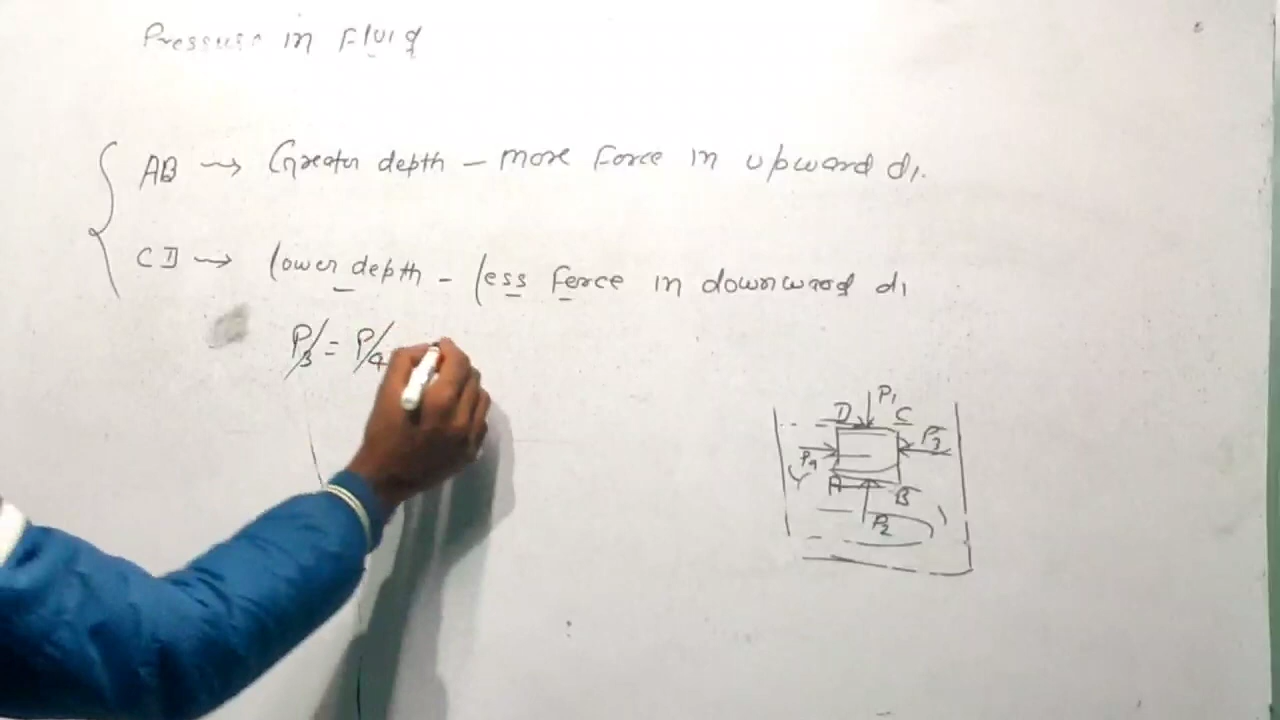 Pressure in Fluid
AB → Greater depth - more Force in upward di.
CD → lower depth - less Force in downward di
P3 = P4
P1
D C
P3
P4
A B
P2